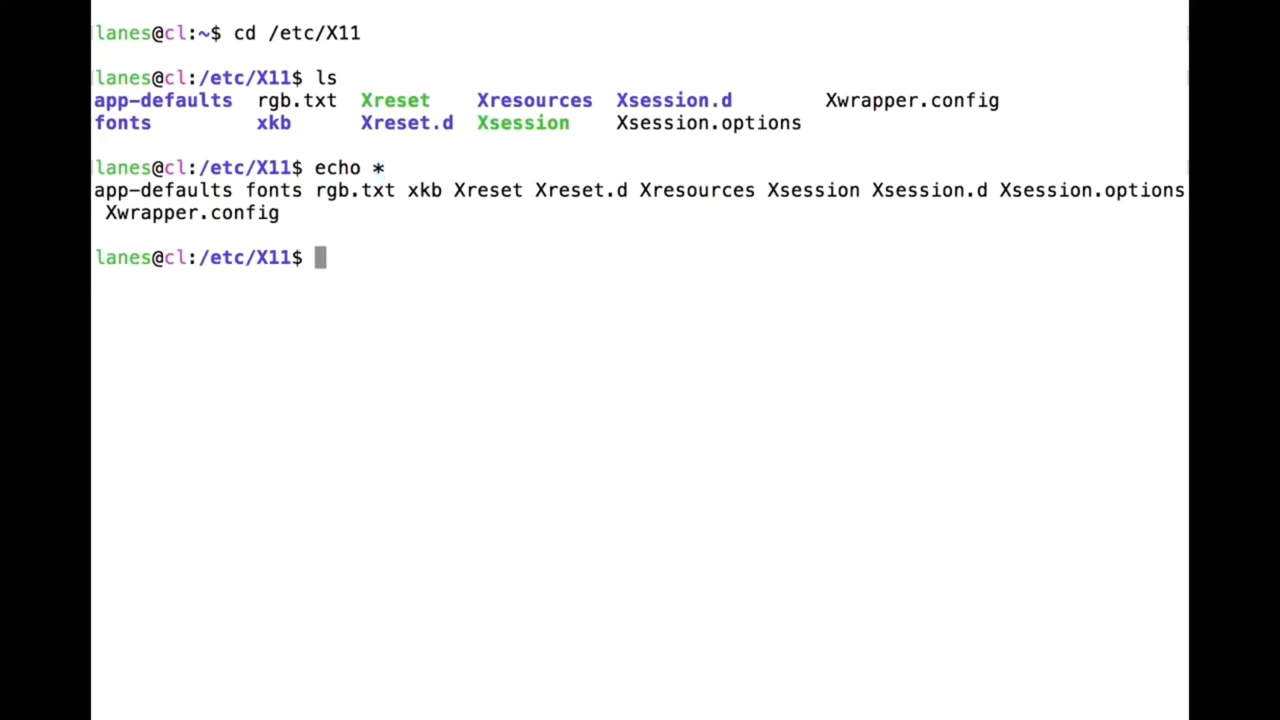 lanes@cl:~$ cd /etc/X11
lanes@cl:/etc/X11$ ls
app-defaults rgb.txt Xreset Xresources Xsession.d Xwrapper.config
fonts xkb Xreset.d Xsession Xsession.options
lanes@cl:/etc/X11$ echo *
app-defaults fonts rgb.txt xkb Xreset Xreset.d Xresources Xsession Xsession.d Xsession.options
Xwrapper.config
lanes@cl:/etc/X11$